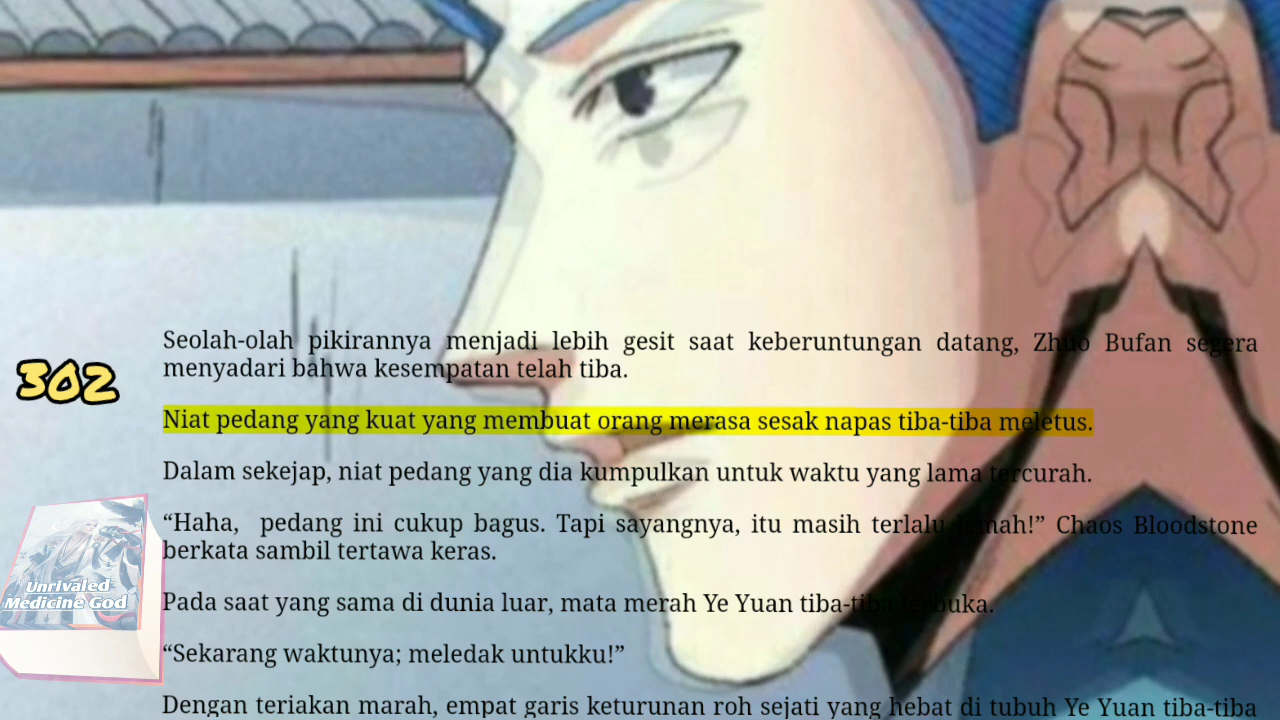 Seolah-olah pikirannya menjadi lebih gesit saat keberuntungan datang, Zhuo Bufan segera
menyadari bahwa kesempatan telah tiba.
302
Niat pedang yang kuat yang membuat orang merasa sesak napas tiba-tiba meletus.
Dalam sekejap, niat pedang yang dia kumpulkan untuk waktu yang lama tercurah.
“Haha, pedang ini cukup bagus. Tapi sayangnya, itu masih terlalu lemah!” Chaos Bloodstone
berkata sambil tertawa keras.
Unrivaled
Medicine God
Pada saat yang sama di dunia luar, mata merah Ye Yuan tiba-tiba terbuka.
“Sekarang waktunya; meledak untukku!”
Dengan teriakan marah, empat garis keturunan roh sejati yang hebat di tubuh Ye Yuan tiba-tiba